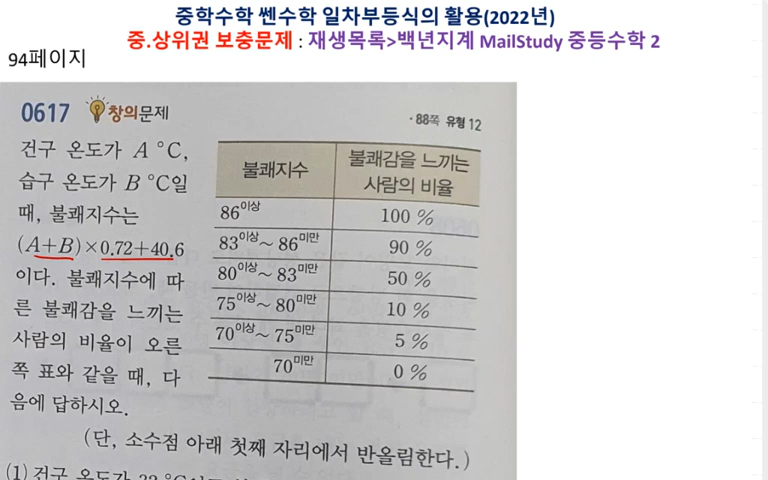 중학수학 쎈수학 일차부등식의 활용(2022년)
중.상위권 보충문제 : 재생목록>백년지계 MailStudy 중등수학 2
94페이지
0617 창의문제
· 88쪽 유형 12
건구 온도가 A °C,
습구 온도가 B °C일
때, 불쾌지수는
(A+B)×0.72+40.6
이다. 불쾌지수에 따
른 불쾌감을 느끼는
사람의 비율이 오른
쪽 표와 같을 때, 다
음에 답하시오.
불쾌지수 불쾌감을 느끼는 사람의 비율
86이상 100 %
83이상~ 86미만 90 %
80이상~ 83미만 50 %
75이상~ 80미만 10 %
70이상~ 75미만 5 %
70미만 0 %
(단, 소수점 아래 첫째 자리에서 반올림한다.)
(1) 건구 온도가